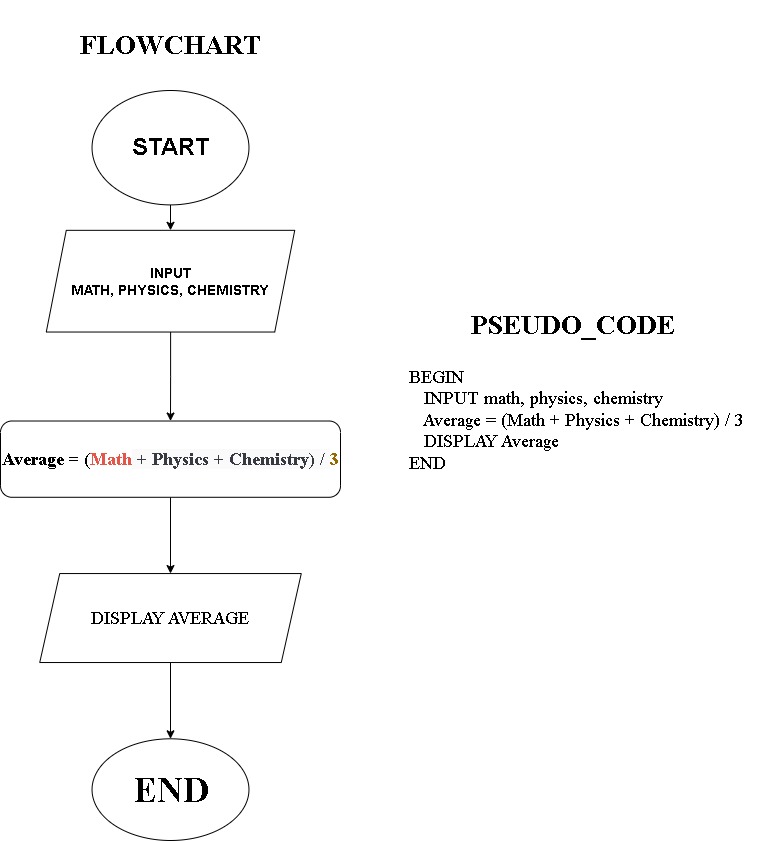 FLOWCHART
START
INPUT
MATH, PHYSICS, CHEMISTRY
Average = (Math + Physics + Chemistry) / 3
DISPLAY AVERAGE
END
PSEUDO_CODE
BEGIN
INPUT math, physics, chemistry
Average = (Math + Physics + Chemistry) / 3
DISPLAY Average
END